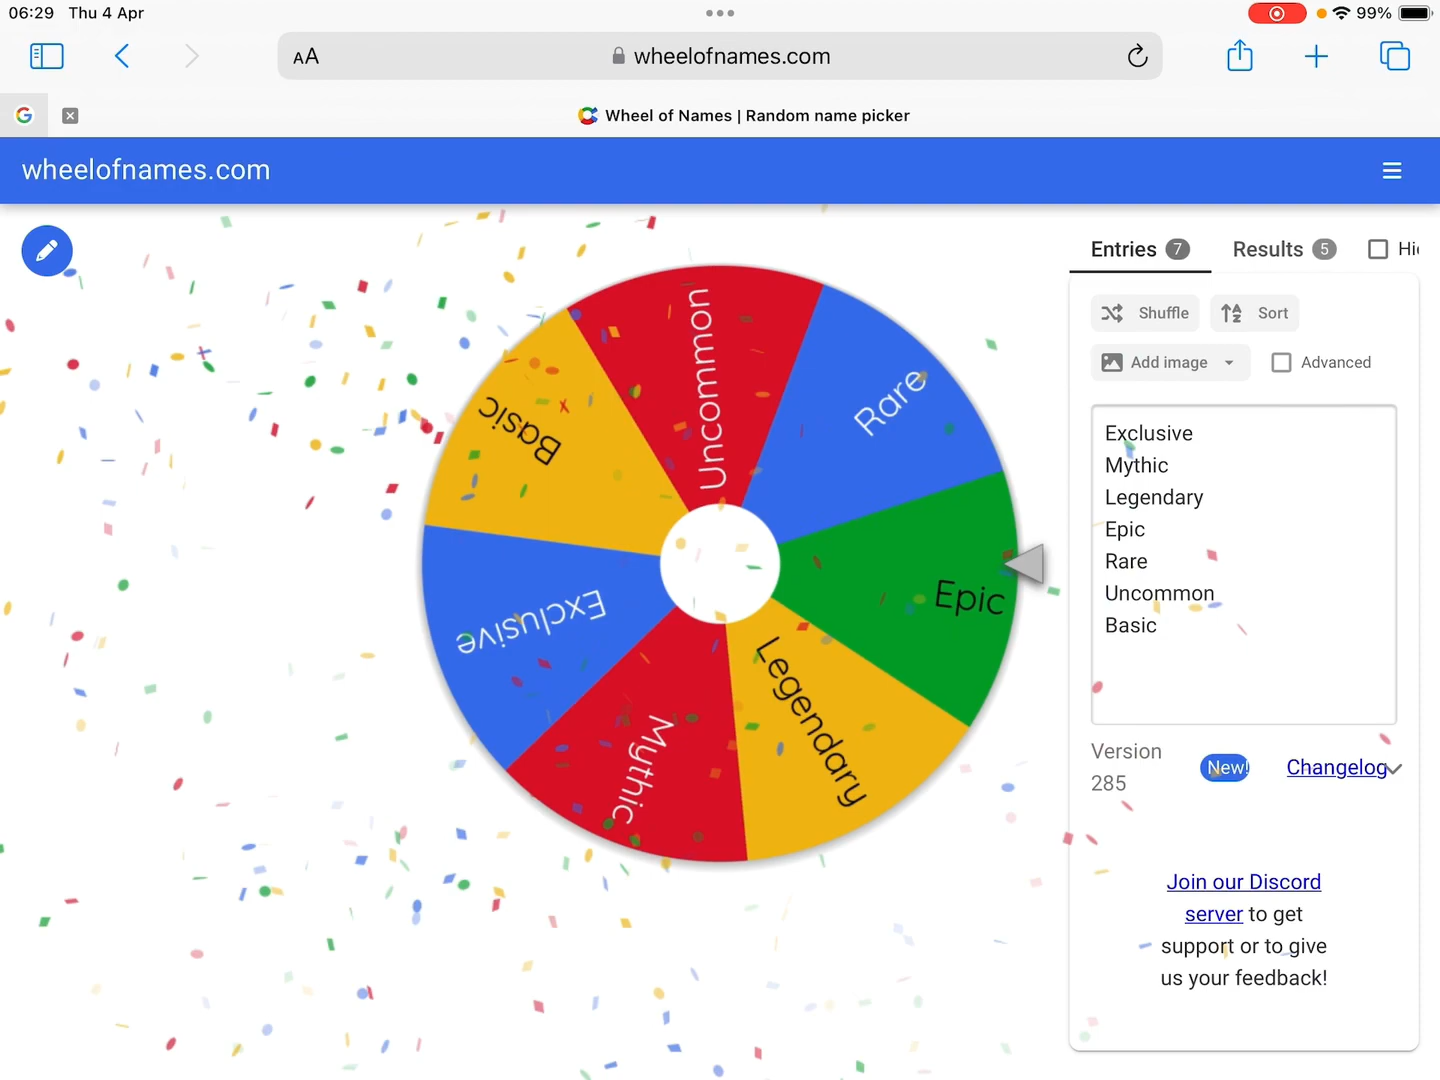 06:29 Thu 4 Apr
99%
AA wheelofnames.com
Wheel of Names | Random name picker
wheelofnames.com
Entries 7 Results 5
Shuffle Sort
Add image Advanced
Exclusive
Mythic
Legendary
Epic
Rare
Uncommon
Basic
Version
285
New!
Changelog
Join our Discord
server to get
support or to give
us your feedback!
Uncommon
Rare
Basic
Epic
Exclusive
Legendary
Mythic